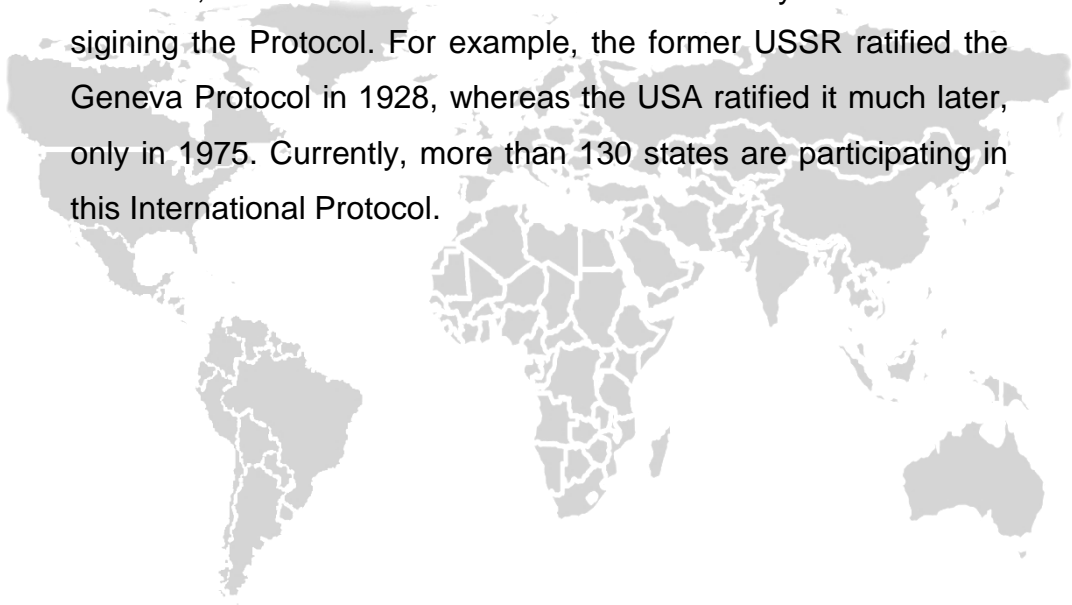 sigining the Protocol. For example, the former USSR ratified the
Geneva Protocol in 1928, whereas the USA ratified it much later,
only in 1975. Currently, more than 130 states are participating in
this International Protocol.